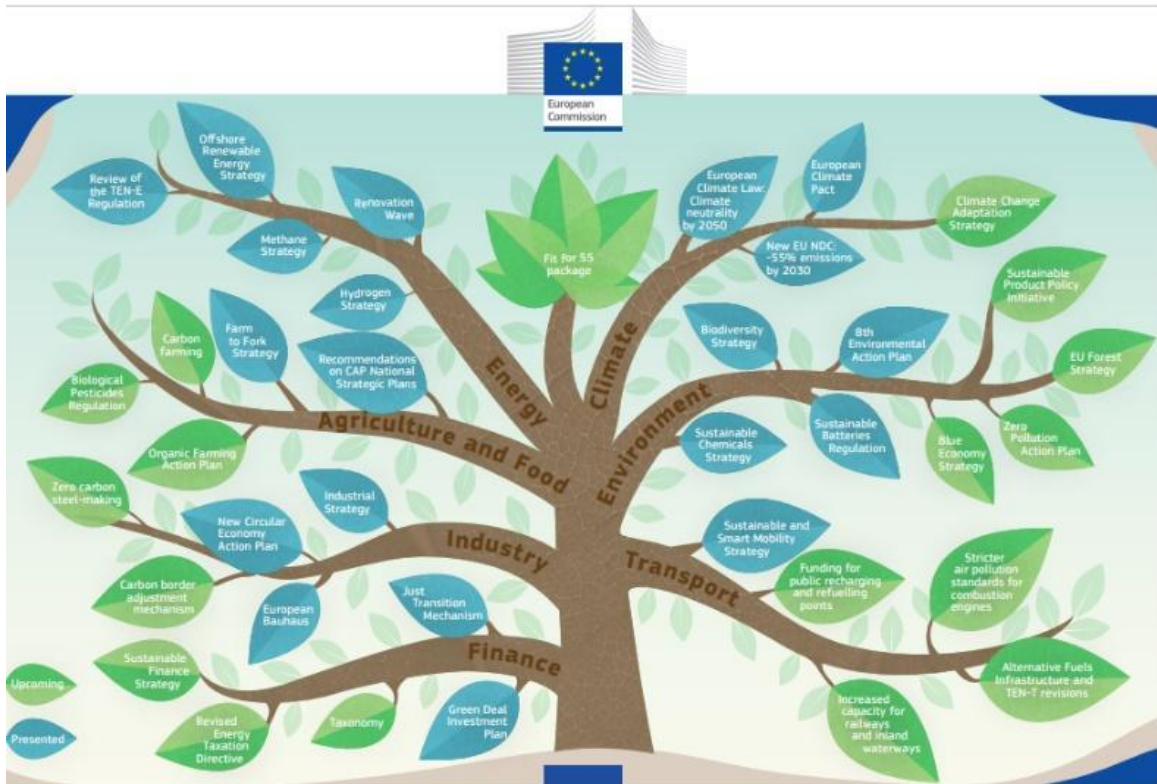 European
Commission
Offshore
Renewable
Energy
Strategy
Review of
the TEN-E
Regulation
Renovation
Wave
Methane
Strategy
Hydrogen
Strategy
Energy
Fit for 55
package
European
Climate Law:
Climate
neutrality
by 2050
European
Climate
Pact
Climate Change
Adaptation
Strategy
New EU NDC:
-55% emissions
by 2030
Climate
Carbon
farming
Farm
to Fork
Strategy
Recommendations
on CAP National
Strategic Plans
Biological
Pesticides
Regulation
Organic Farming
Action Plan
Agriculture and Food
Sustainable
Product Policy
Initiative
Biodiversity
Strategy
8th
Environmental
Action Plan
EU Forest
Strategy
Sustainable
Chemicals
Strategy
Sustainable
Batteries
Regulation
Blue
Economy
Strategy
Zero
Pollution
Action Plan
Environment
Zero carbon
steel-making
New Circular
Economy
Action Plan
Industrial
Strategy
Carbon border
adjustment
mechanism
European
Bauhaus
Industry
Sustainable and
Smart Mobility
Strategy
Funding for
public recharging
and refuelling
points
Stricter
air pollution
standards for
combustion
engines
Alternative Fuels
Infrastructure and
TEN-T revisions
Increased
capacity for
railways
and inland
waterways
Transport
Just
Transition
Mechanism
Sustainable
Finance
Strategy
Revised
Energy
Taxation
Directive
Taxonomy
Green Deal
Investment
Plan
Finance
Upcoming
Presented